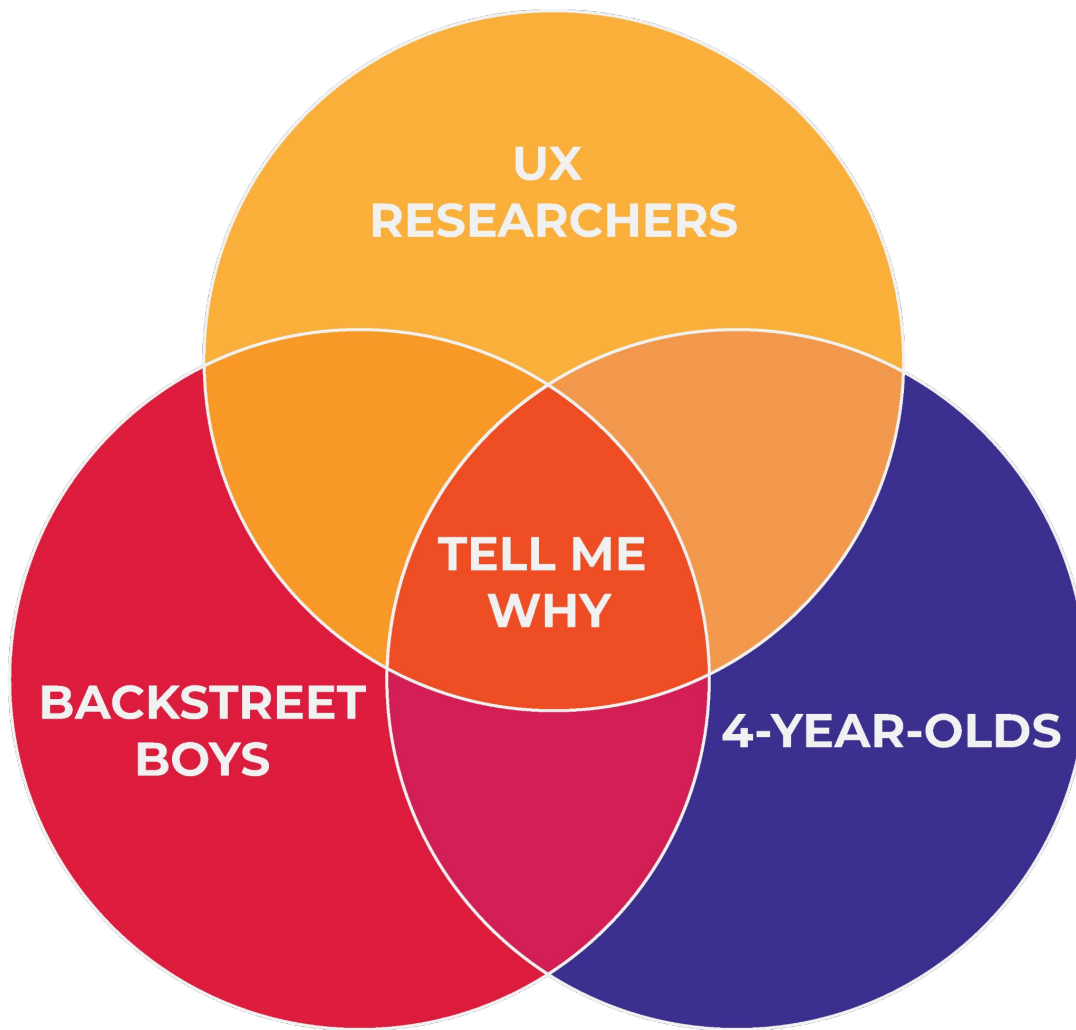 UX
RESEARCHERS
TELL ME
WHY
BACKSTREET
BOYS
4-YEAR-OLDS